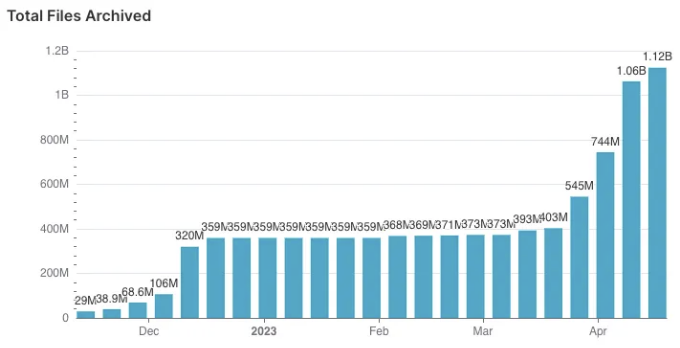 Total Files Archived
1.2B
1B
800M
600M
400M
200M
0
29M 38.9M 68.6M 106M 320M 359M 359M 359M 359M 359M 359M 359M 368M 369M 371M 373M 373M 393M 403M 545M 744M 1.06B 1.12B
Dec 2023 Feb Mar Apr